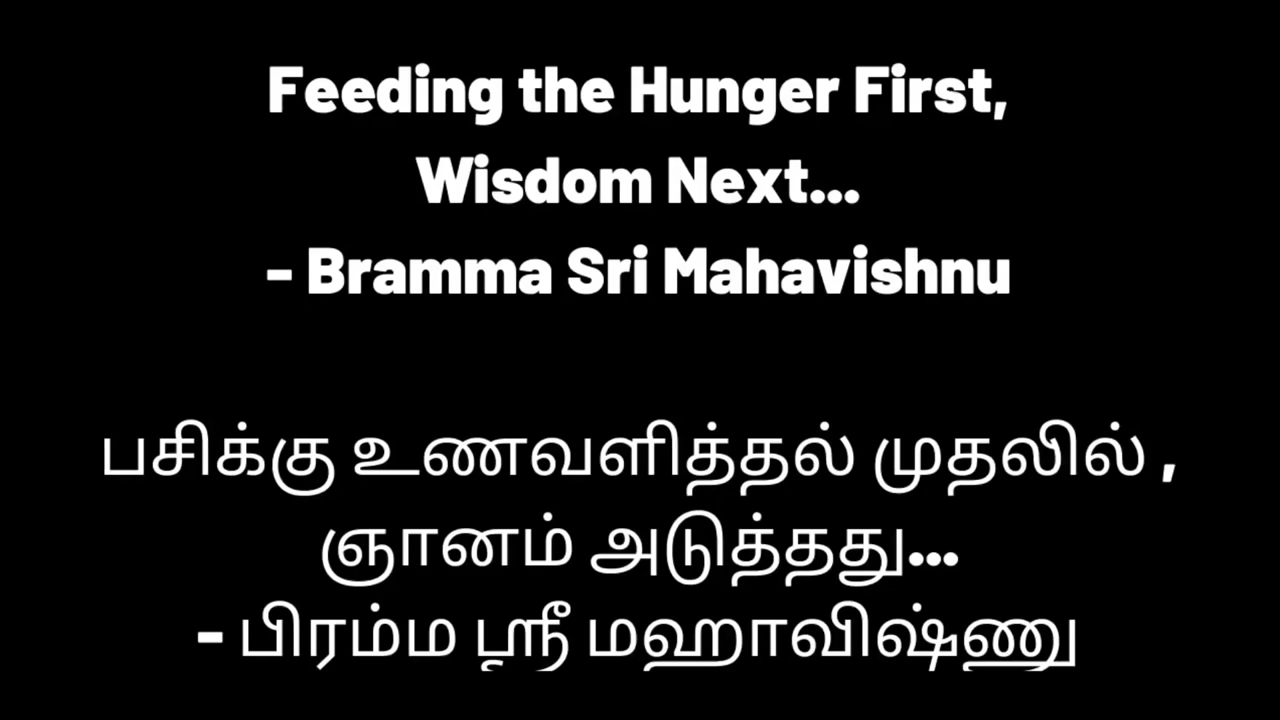 Feeding the Hunger First,
Wisdom Next...
- Bramma Sri Mahavishnu
பசிக்கு உணவளித்தல் முதலில் ,
ஞானம் அடுத்தது...
- பிரம்ம ஸ்ரீ மஹாவிஷ்ணு